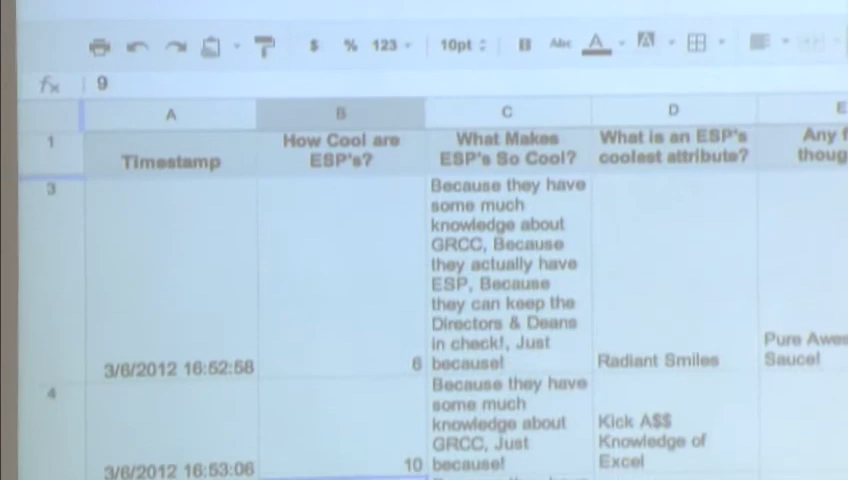 $ % 123 10pt B Abc A A
fx 9
A B C D E
1 Timestamp How Cool are ESP's? What Makes ESP's So Cool? What is an ESP's coolest attribute? Any f
thoug
3
Because they have
some much
knowledge about
GRCC, Because
they actually have
ESP, Because
they can keep the
Directors & Deans
in check!, Just
because!
3/6/2012 16:52:58 6 Radiant Smiles Pure Awes
Sauce!
4
Because they have
some much
knowledge about
GRCC, Just
because!
3/6/2012 16:53:06 10
Kick A$$
Knowledge of
Excel